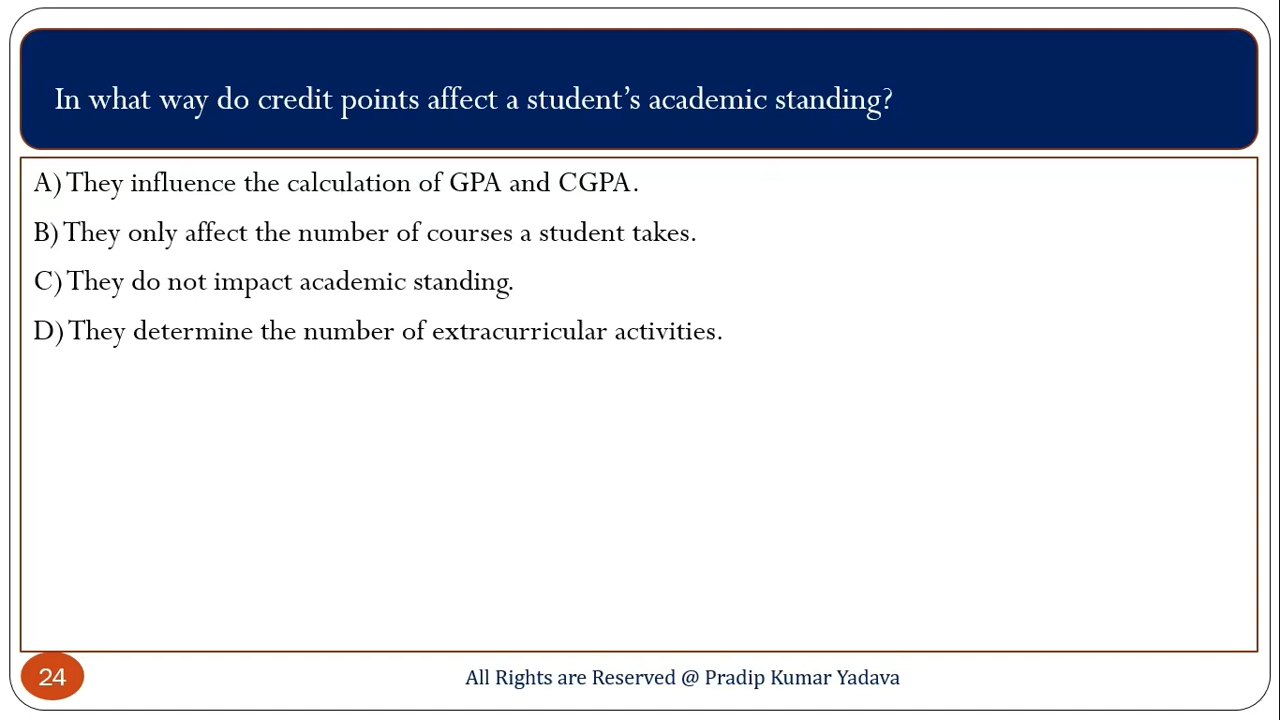 In what way do credit points affect a student’s academic standing?
A) They influence the calculation of GPA and CGPA.
B) They only affect the number of courses a student takes.
C) They do not impact academic standing.
D) They determine the number of extracurricular activities.
24
All Rights are Reserved @ Pradip Kumar Yadava